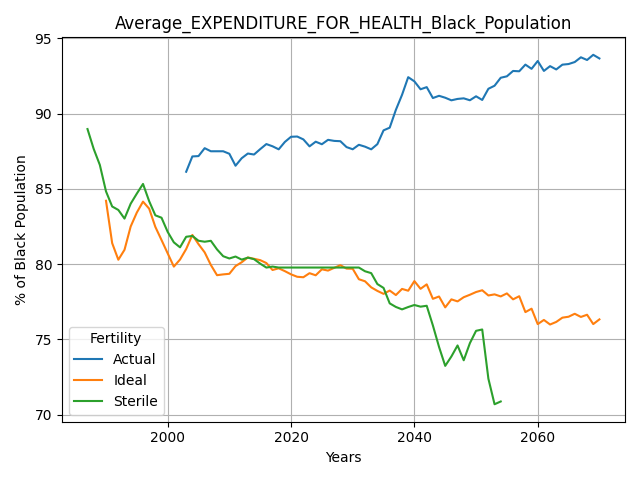 Average_EXPENDITURE_FOR_HEALTH_Black_Population
% of Black Population
95
90
85
80
75
70
Fertility
Actual
Ideal
Sterile
2000
2020
2040
2060
Years